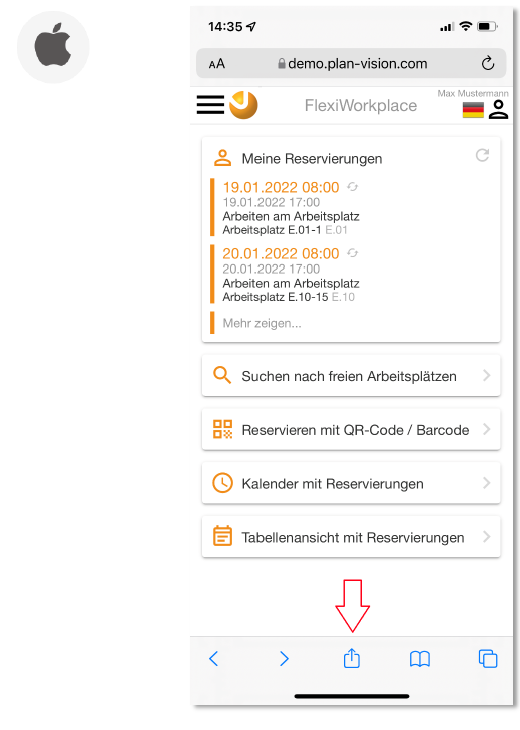 14:35
AA
demo.plan-vision.com
Max Mustermann
FlexiWorkplace
Meine Reservierungen
19.01.2022 08:00
19.01.2022 17:00
Arbeiten am Arbeitsplatz
Arbeitsplatz E.01-1 E.01
20.01.2022 08:00
20.01.2022 17:00
Arbeiten am Arbeitsplatz
Arbeitsplatz E.10-15 E.10
Mehr zeigen...
Suchen nach freien Arbeitsplätzen
Reservieren mit QR-Code / Barcode
Kalender mit Reservierungen
Tabellenansicht mit Reservierungen